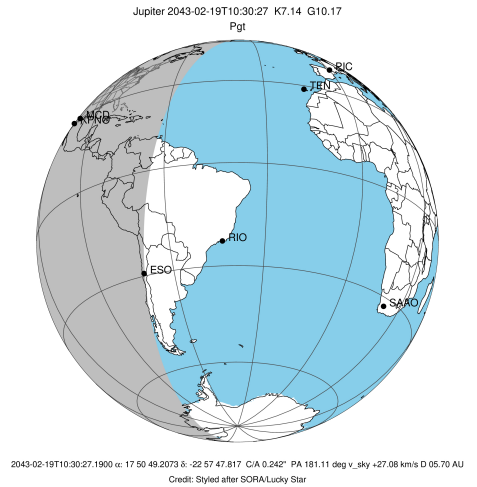 Jupiter 2043-02-19T10:30:27 K7.14 G10.17
Pgt
PIC
TEN
MCD
KPNO
RIO
ESO
SAAO
2043-02-19T10:30:27.1900 α: 17 50 49.2073 δ: -22 57 47.817 C/A 0.242" PA 181.11 deg v_sky +27.08 km/s D 05.70 AU
Credit: Styled after SORA/Lucky Star